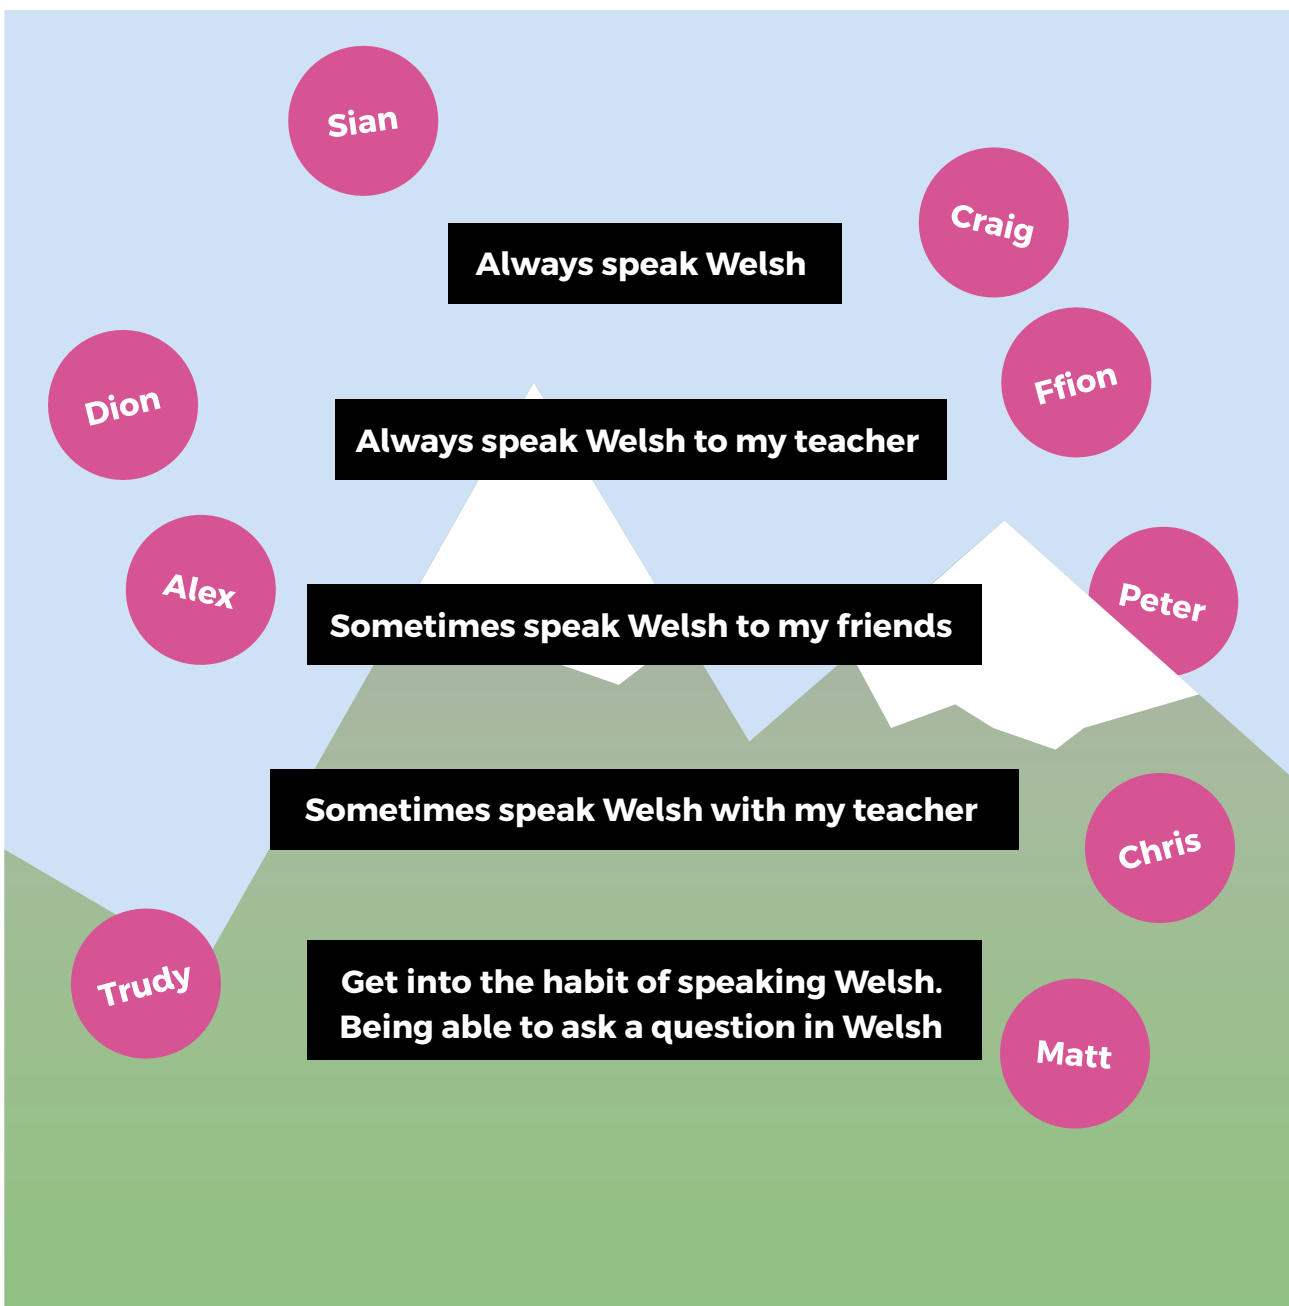 Sian
Craig
Always speak Welsh
Ffion
Dion
Always speak Welsh to my teacher
Alex
Peter
Sometimes speak Welsh to my friends
Sometimes speak Welsh with my teacher
Chris
Trudy
Get into the habit of speaking Welsh.
Being able to ask a question in Welsh
Matt